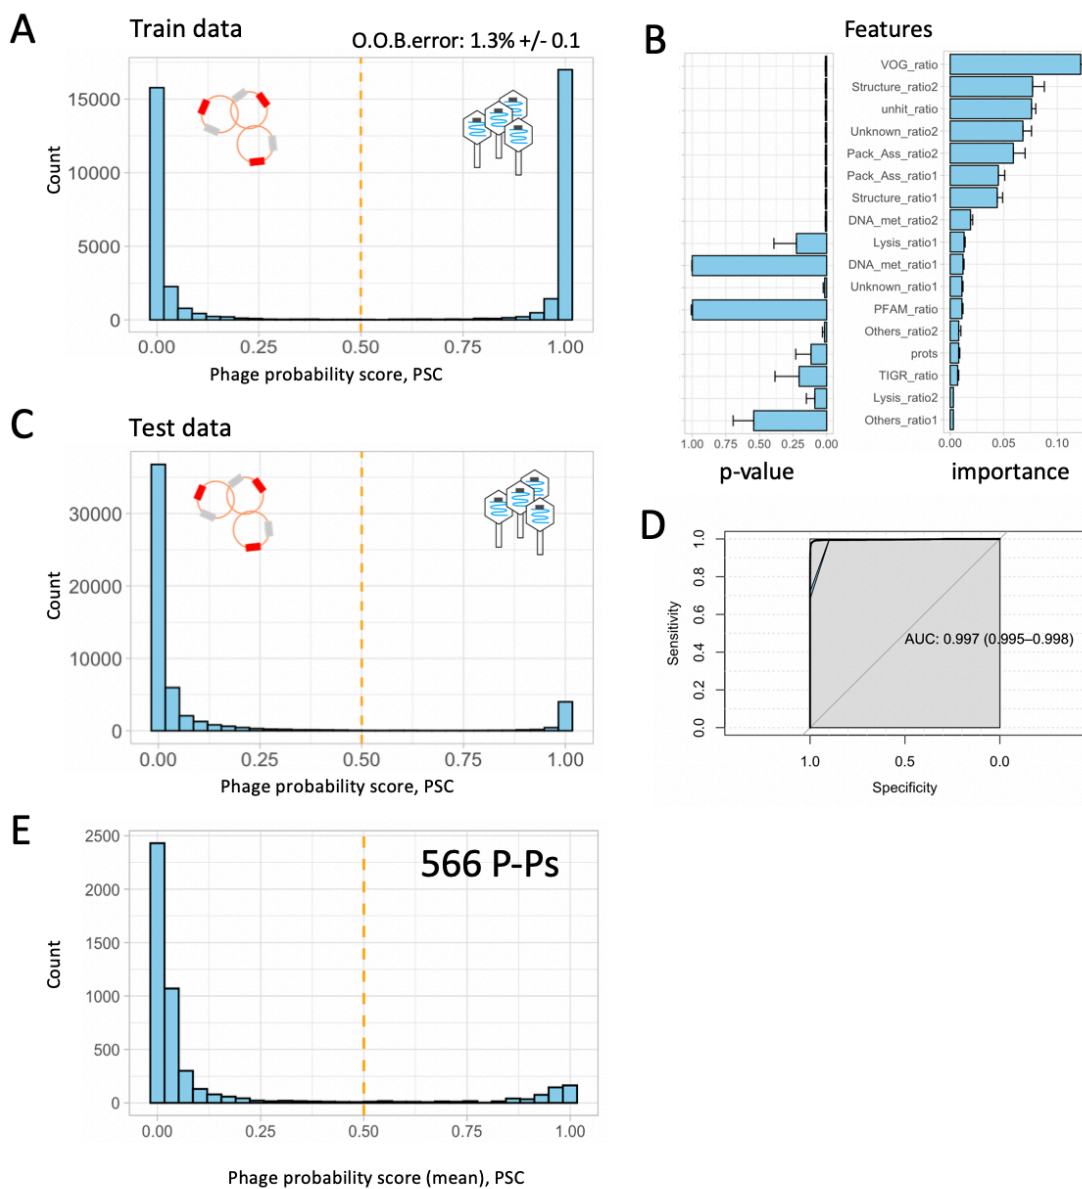 A
Train data
O.O.B.error: 1.3% +/- 0.1
15000
10000
5000
0
Count
0.00 0.25 0.50 0.75 1.00
Phage probability score, PSC
B
Features
VOG_ratio
Structure_ratio2
unhit_ratio
Unknown_ratio2
Pack_Ass_ratio2
Pack_Ass_ratio1
Structure_ratio1
DNA_met_ratio2
Lysis_ratio1
DNA_met_ratio1
Unknown_ratio1
PFAM_ratio
Others_ratio2
prots
TIGR_ratio
Lysis_ratio2
Others_ratio1
1.00 0.75 0.50 0.25 0.00
0.00 0.05 0.10
p-value
importance
C
Test data
30000
20000
10000
0
Count
0.00 0.25 0.50 0.75 1.00
Phage probability score, PSC
D
1.0
0.8
0.6
0.4
0.2
0.0
Sensitivity
AUC: 0.997 (0.995–0.998)
1.0 0.5 0.0
Specificity
E
566 P-Ps
2500
2000
1500
1000
500
0
Count
0.00 0.25 0.50 0.75 1.00
Phage probability score (mean), PSC